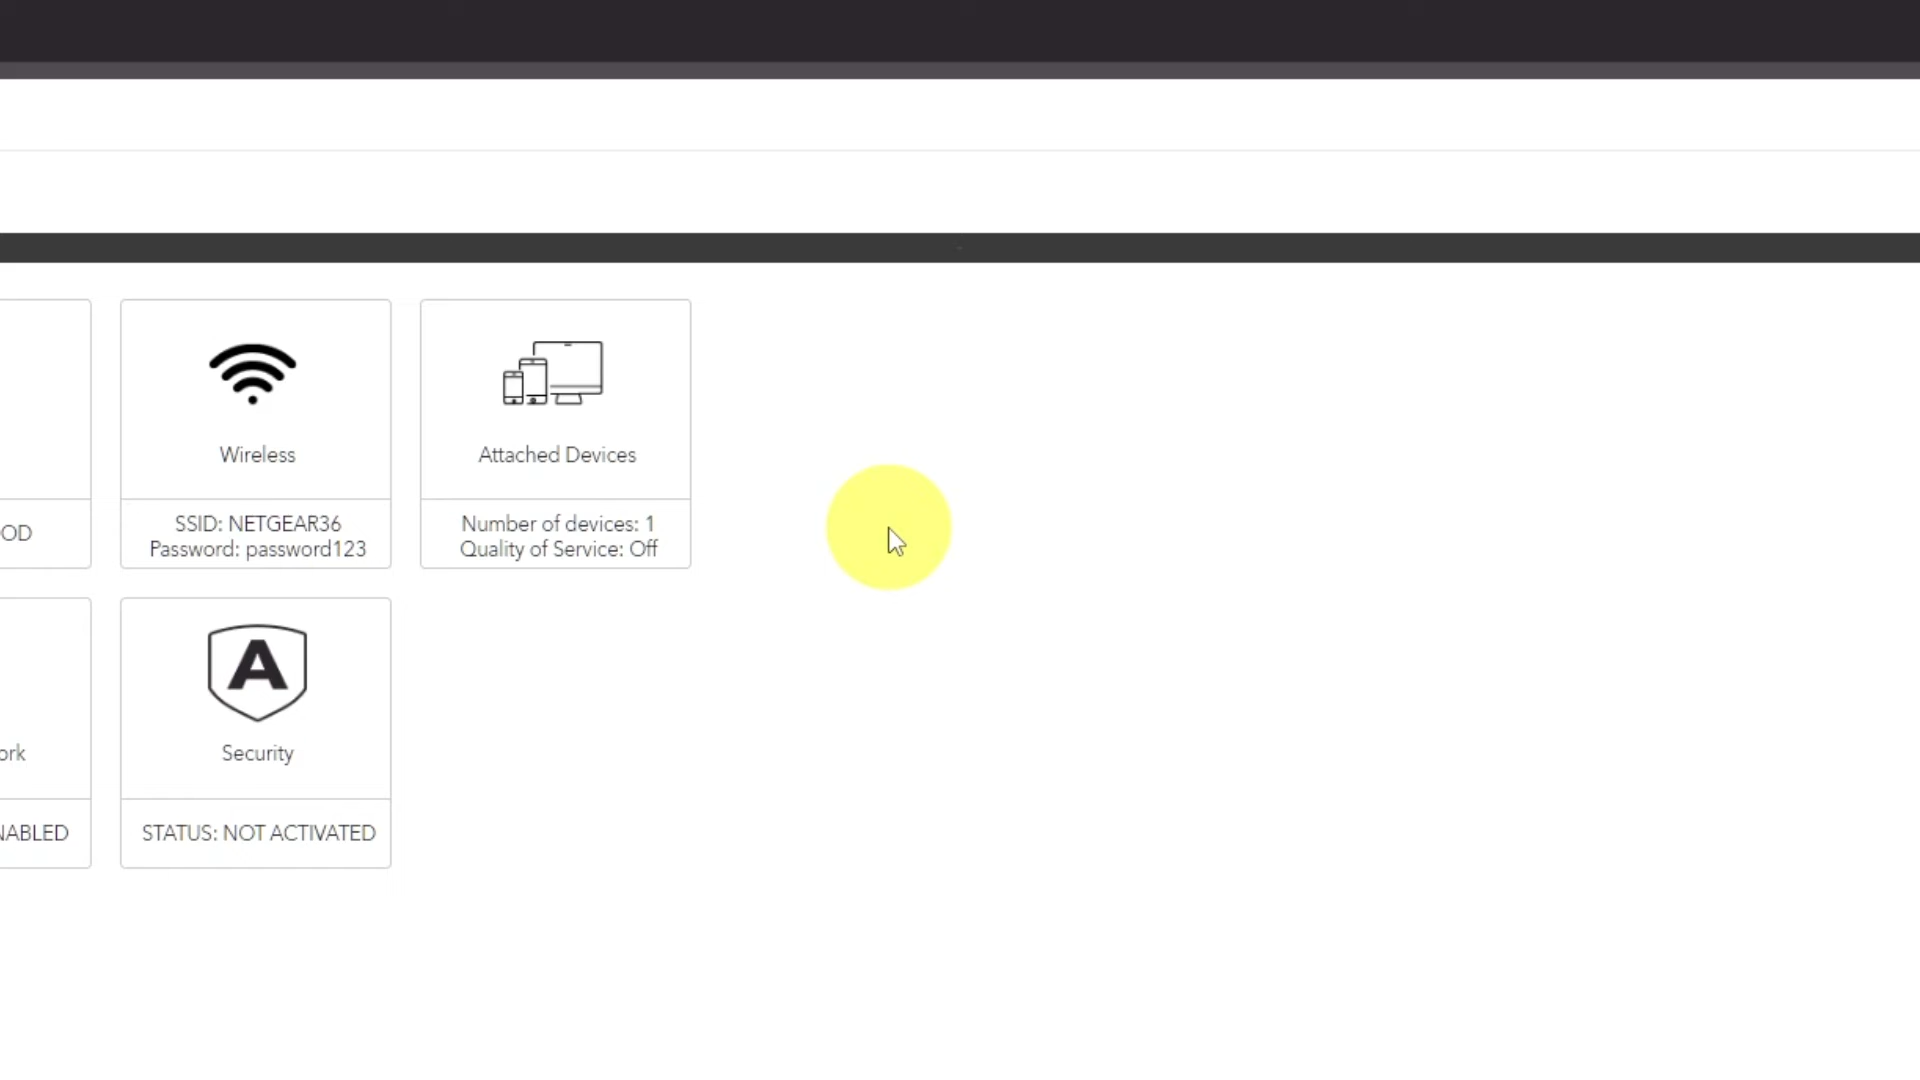 Wireless
Attached Devices
OD
SSID: NETGEAR36
Password: password123
Number of devices: 1
Quality of Service: Off
A
ork
Security
NABLED
STATUS: NOT ACTIVATED